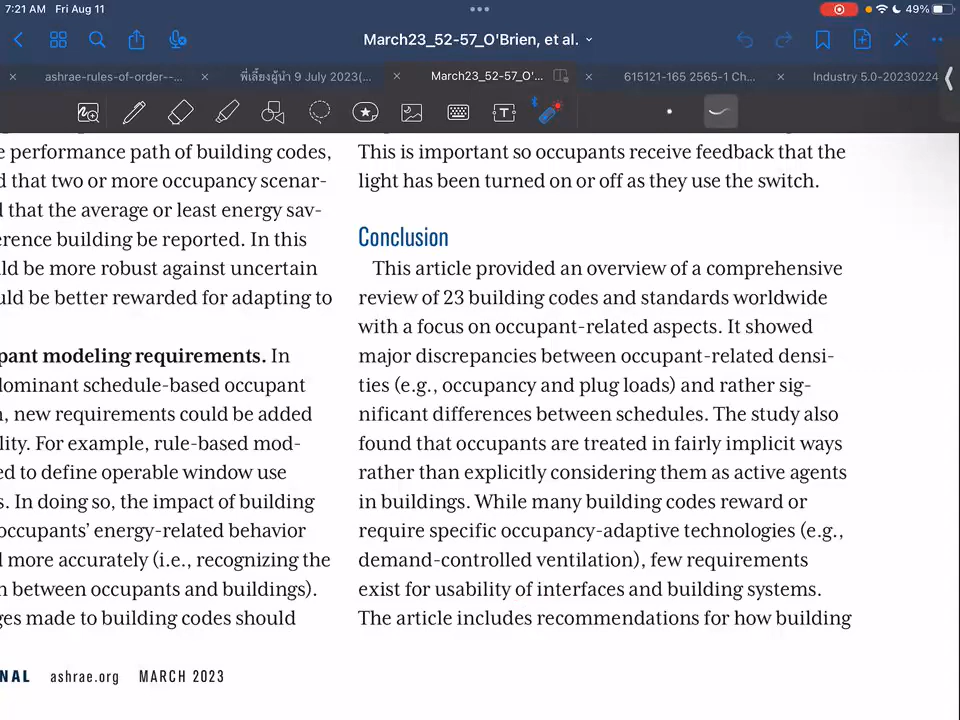 7:21 AM Fri Aug 11
49%
March23_52-57_O'Brien, et al.
ashrae-rules-of-order--...
พี่เลี้ยงผู้นำ 9 July 2023(...
March23_52-57_O'...
615121-165 2565-1 Ch...
Industry 5.0-20230224
e performance path of building codes,
d that two or more occupancy scenar-
d that the average or least energy sav-
erence building be reported. In this
ld be more robust against uncertain
uld be better rewarded for adapting to
pant modeling requirements. In
dominant schedule-based occupant
n, new requirements could be added
lity. For example, rule-based mod-
ed to define operable window use
s. In doing so, the impact of building
occupants’ energy-related behavior
d more accurately (i.e., recognizing the
n between occupants and buildings).
ges made to building codes should
This is important so occupants receive feedback that the
light has been turned on or off as they use the switch.
Conclusion
This article provided an overview of a comprehensive
review of 23 building codes and standards worldwide
with a focus on occupant-related aspects. It showed
major discrepancies between occupant-related densi-
ties (e.g., occupancy and plug loads) and rather sig-
nificant differences between schedules. The study also
found that occupants are treated in fairly implicit ways
rather than explicitly considering them as active agents
in buildings. While many building codes reward or
require specific occupancy-adaptive technologies (e.g.,
demand-controlled ventilation), few requirements
exist for usability of interfaces and building systems.
The article includes recommendations for how building
NAL ashrae.org MARCH 2023